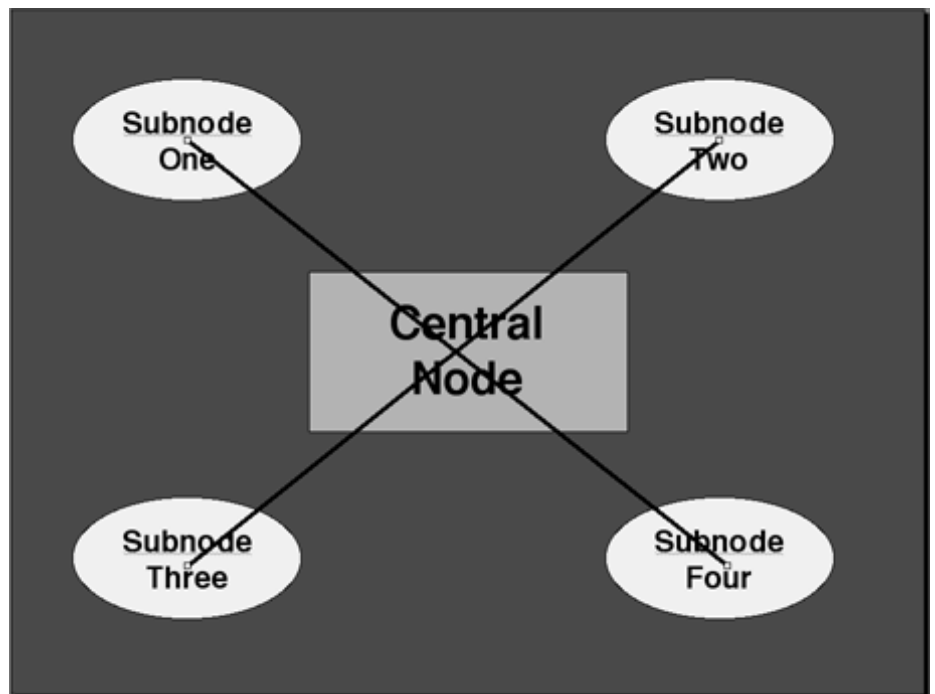 Subnode
One
Subnode
Two
Central
Node
Subnode
Three
Subnode
Four